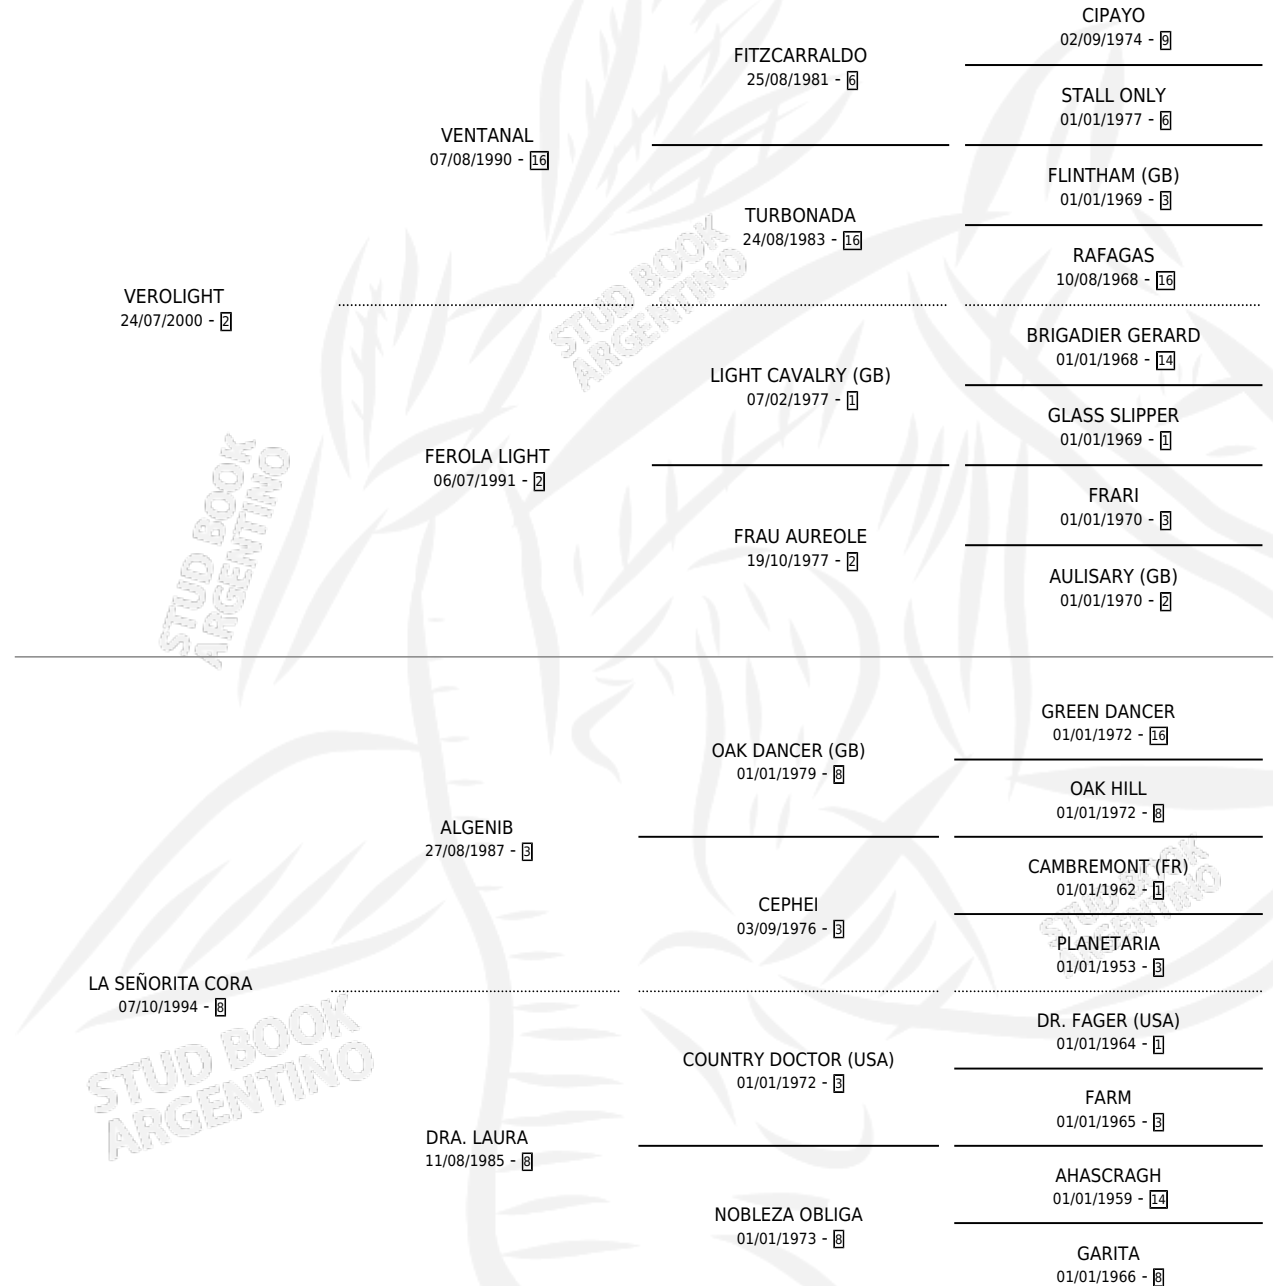 CIPAYO
02/09/1974 - 9
FITZCARRALDO
25/08/1981 - 6
STALL ONLY
01/01/1977 - 6
VENTANAL
07/08/1990 - 16
FLINTHAM (GB)
01/01/1969 - 3
TURBONADA
24/08/1983 - 16
RAFAGAS
10/08/1968 - 16
VEROLIGHT
24/07/2000 - 2
BRIGADIER GERARD
01/01/1968 - 14
LIGHT CAVALRY (GB)
07/02/1977 - 1
GLASS SLIPPER
01/01/1969 - 1
FEROLA LIGHT
06/07/1991 - 2
FRARI
01/01/1970 - 3
FRAU AUREOLE
19/10/1977 - 2
AULISARY (GB)
01/01/1970 - 2
GREEN DANCER
01/01/1972 - 16
OAK DANCER (GB)
01/01/1979 - 8
OAK HILL
01/01/1972 - 8
ALGENIB
27/08/1987 - 3
CAMBREMONT (FR)
01/01/1962 - 1
CEPHEI
03/09/1976 - 3
PLANETARIA
01/01/1953 - 3
LA SEÑORITA CORA
07/10/1994 - 8
DR. FAGER (USA)
01/01/1964 - 1
COUNTRY DOCTOR (USA)
01/01/1972 - 3
FARM
01/01/1965 - 3
DRA. LAURA
11/08/1985 - 8
AHASCRAGH
01/01/1959 - 14
NOBLEZA OBLIGA
01/01/1973 - 8
GARITA
01/01/1966 - 8
STUD BOOK
ARGENTINO
STUD BOOK
ARGENTINO
STUD BOOK
ARGENTINO
STUD BOOK
ARGENTINO